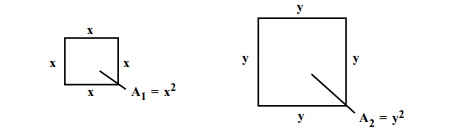 x
x
x
x
A₁ = x²
y
y
y
y
A₂ = y²